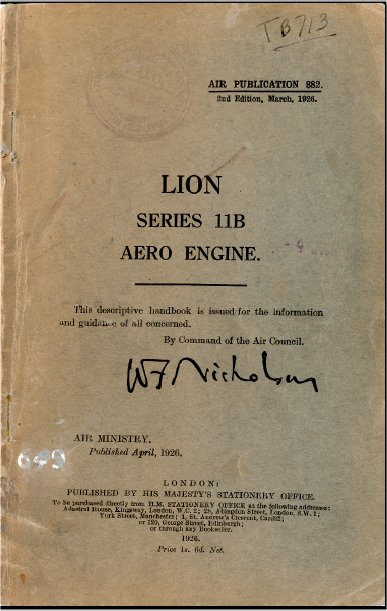 TB713
AIR PUBLICATION 882.
2nd Edition, March, 1926.
LION
SERIES 11B
AERO ENGINE.
This descriptive handbook is issued for the information
and guidance of all concerned.
By Command of the Air Council.
WF Nicholson
AIR MINISTRY,
Published April, 1926.
649
LONDON:
PUBLISHED BY HIS MAJESTY'S STATIONERY OFFICE.
To be purchased directly from H.M. STATIONERY OFFICE at the following addresses:
Adastral House, Kingsway, London, W.C. 2; 28, Abingdon Street, London, S.W. 1;
York Street, Manchester; 1, St. Andrew's Crescent, Cardiff;
or 120, George Street, Edinburgh;
or through any Bookseller.
1926.
Price 1s. 6d. Net.